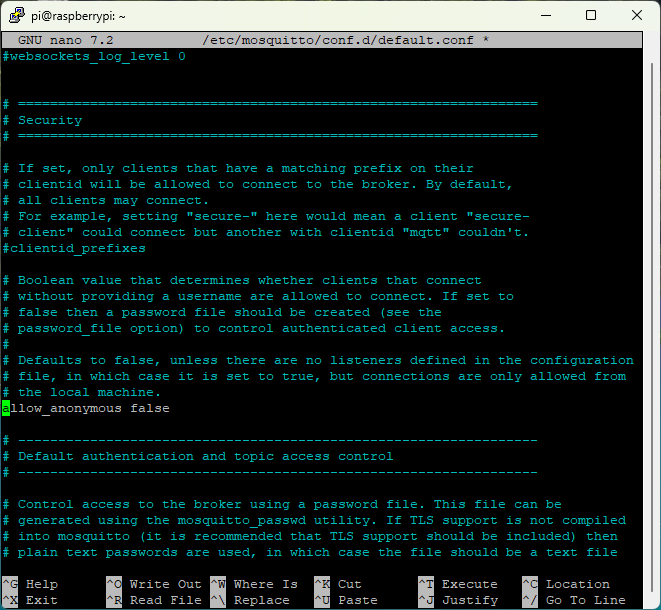 pi@raspberrypi: ~
GNU nano 7.2 /etc/mosquitto/conf.d/default.conf *
#websockets_log_level 0
# =================================================================
# Security
# =================================================================
# If set, only clients that have a matching prefix on their
# clientid will be allowed to connect to the broker. By default,
# all clients may connect.
# For example, setting "secure-" here would mean a client "secure-
# client" could connect but another with clientid "mqtt" couldn't.
#clientid_prefixes
# Boolean value that determines whether clients that connect
# without providing a username are allowed to connect. If set to
# false then a password file should be created (see the
# password_file option) to control authenticated client access.
#
# Defaults to false, unless there are no listeners defined in the configuration
# file, in which case it is set to true, but connections are only allowed from
# the local machine.
allow_anonymous false
# -----------------------------------------------------------------
# Default authentication and topic access control
# -----------------------------------------------------------------
# Control access to the broker using a password file. This file can be
# generated using the mosquitto_passwd utility. If TLS support is not compiled
# into mosquitto (it is recommended that TLS support should be included) then
# plain text passwords are used, in which case the file should be a text file
^G Help ^O Write Out ^W Where Is ^K Cut ^T Execute ^C Location
^X Exit ^R Read File ^\ Replace ^U Paste ^J Justify ^/ Go To Line